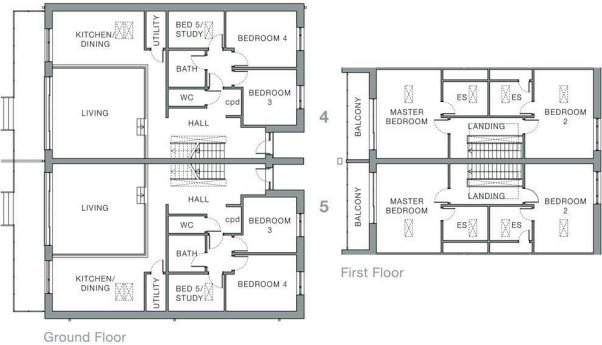 KITCHEN/
DINING
UTILITY
BED 5/
STUDY
BEDROOM 4
BATH
WC
cpd
BEDROOM
3
LIVING
HALL
4
BALCONY
MASTER
BEDROOM
ES
ES
LANDING
BEDROOM
2
LIVING
HALL
WC
cpd
BEDROOM
3
BATH
KITCHEN/
DINING
UTILITY
BED 5/
STUDY
BEDROOM 4
5
BALCONY
MASTER
BEDROOM
LANDING
ES
ES
BEDROOM
2
First Floor
Ground Floor